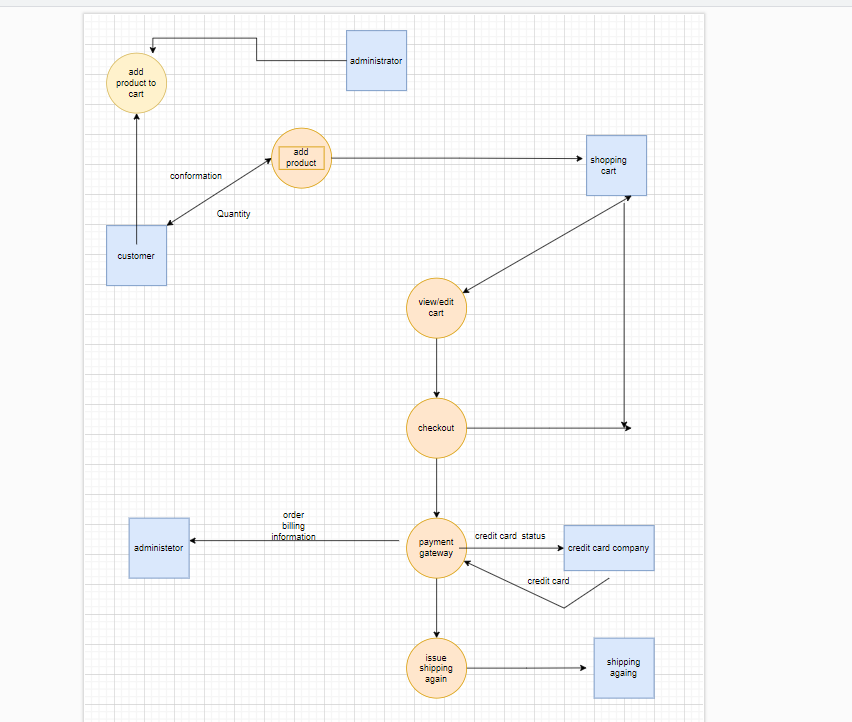 administrator
add
product to
cart
add
product
shopping
cart
conformation
Quantity
customer
view/edit
cart
checkout
order
billing
information
administetor
payment
gateway
credit card  status
credit card company
credit card
issue
shipping
again
shipping
againg